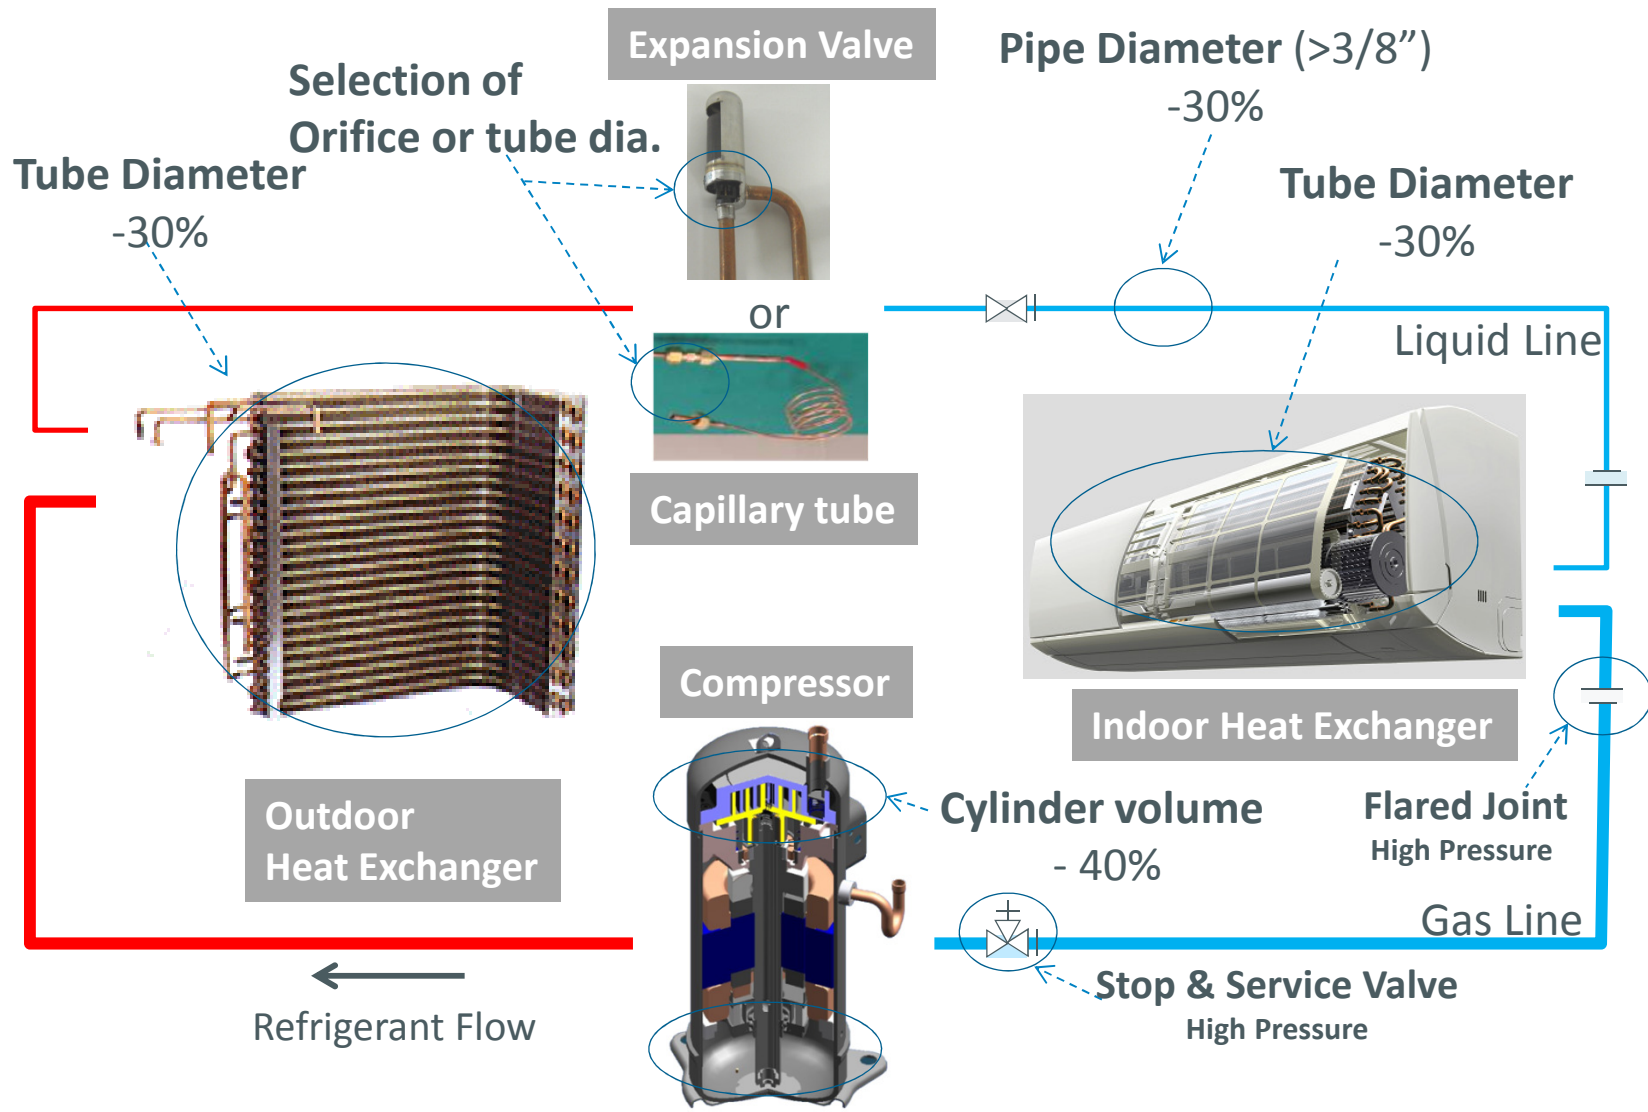 Expansion Valve
Pipe Diameter (>3/8”)
-30%
Selection of
Orifice or tube dia.
Tube Diameter
-30%
Tube Diameter
-30%
or
Liquid Line
Capillary tube
Compressor
Indoor Heat Exchanger
Outdoor
Heat Exchanger
Cylinder volume
- 40%
Flared Joint
High Pressure
Gas Line
Stop & Service Valve
High Pressure
Refrigerant Flow